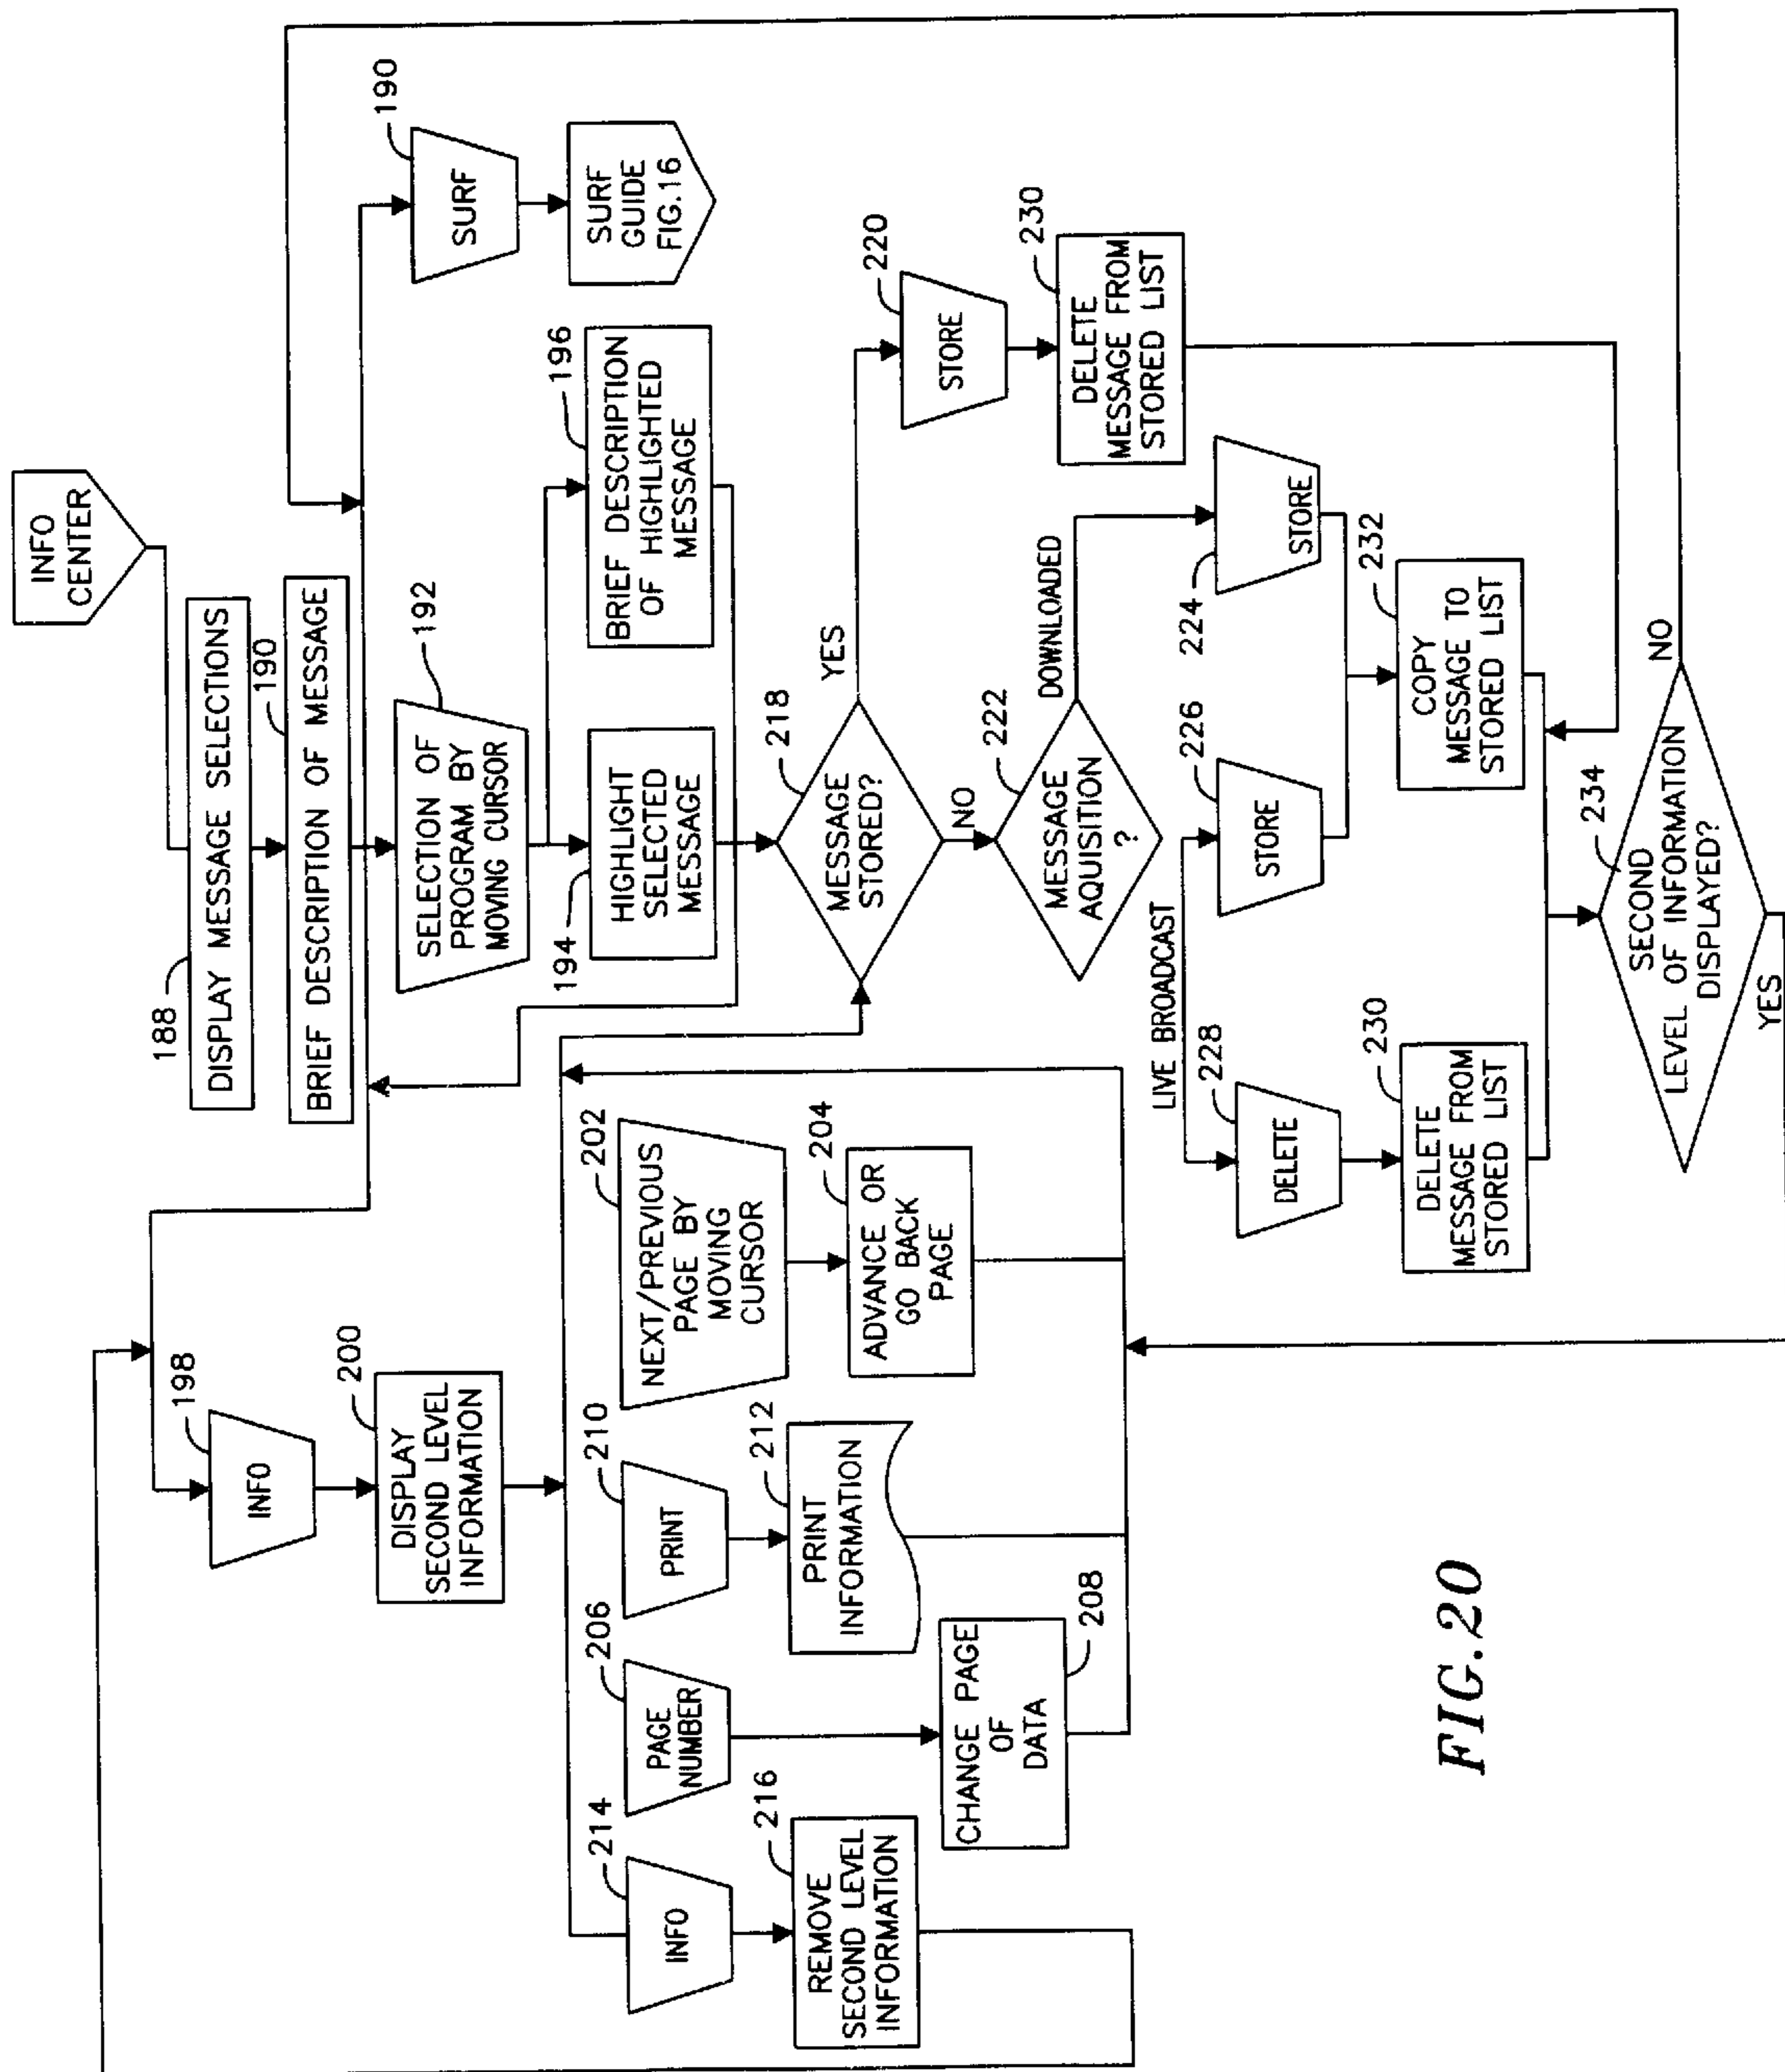 INFO
CENTER
188
DISPLAY MESSAGE SELECTIONS
190
BRIEF DESCRIPTION OF MESSAGE
190
SURF
SURF
GUIDE
FIG.16
192
SELECTION OF
PROGRAM BY
MOVING CURSOR
194
HIGHLIGHT
SELECTED
MESSAGE
196
BRIEF DESCRIPTION
OF HIGHLIGHTED
MESSAGE
198
INFO
200
DISPLAY
SECOND LEVEL
INFORMATION
214
INFO
216
REMOVE
SECOND LEVEL
INFORMATION
206
PAGE
NUMBER
CHANGE PAGE
OF
DATA
208
210
PRINT
212
PRINT
INFORMATION
202
NEXT/PREVIOUS
PAGE BY
MOVING
CURSOR
204
ADVANCE OR
GO BACK
PAGE
218
MESSAGE
STORED?
YES
NO
220
STORE
230
DELETE
MESSAGE FROM
STORED LIST
222
MESSAGE
AQUISITION
?
LIVE BROADCAST
DOWNLOADED
228
DELETE
230
DELETE
MESSAGE FROM
STORED LIST
226
STORE
224
STORE
232
COPY
MESSAGE TO
STORED LIST
234
SECOND
LEVEL OF INFORMATION
DISPLAYED?
NO
YES
FIG.20